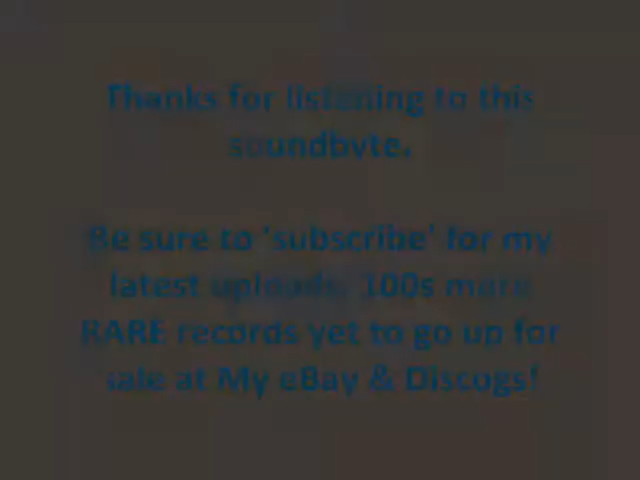 Thanks for listening to this
soundbyte.
Be sure to 'subscribe' for my
latest uploads. 100s more
RARE records yet to go up for
sale at My eBay & Discogs!